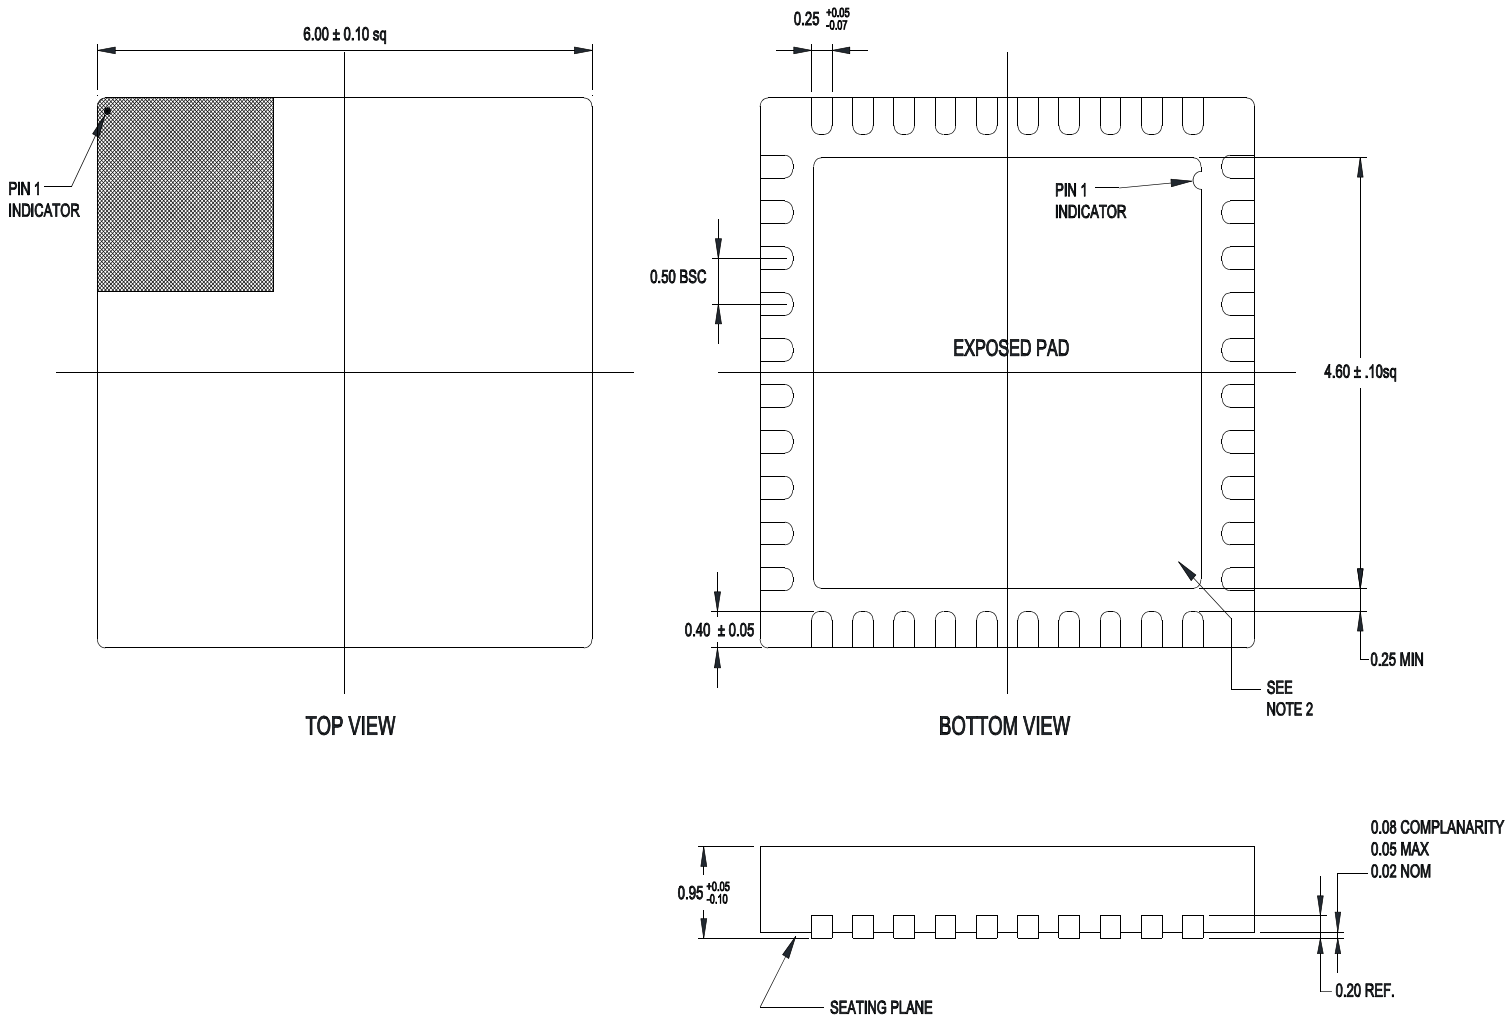 6.00 ± 0.10 sq
0.25 +0.05
-0.07
PIN 1
INDICATOR
PIN 1
INDICATOR
0.50 BSC
EXPOSED PAD
4.60 ± .10sq
0.40 ± 0.05
0.25 MIN
SEE
NOTE 2
TOP VIEW
BOTTOM VIEW
0.08 COMPLANARITY
0.05 MAX
0.02 NOM
0.95 +0.05
-0.10
0.20 REF.
SEATING PLANE